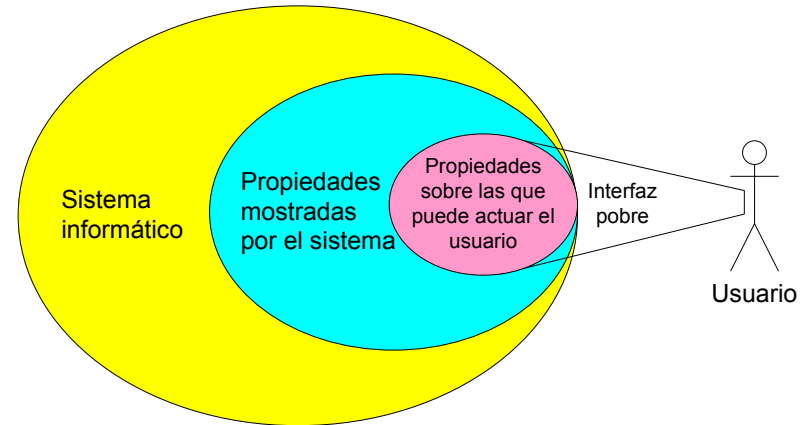 Sistema
informático
Propiedades
mostradas
por el sistema
Propiedades
sobre las que
puede actuar el
usuario
Interfaz
pobre
Usuario